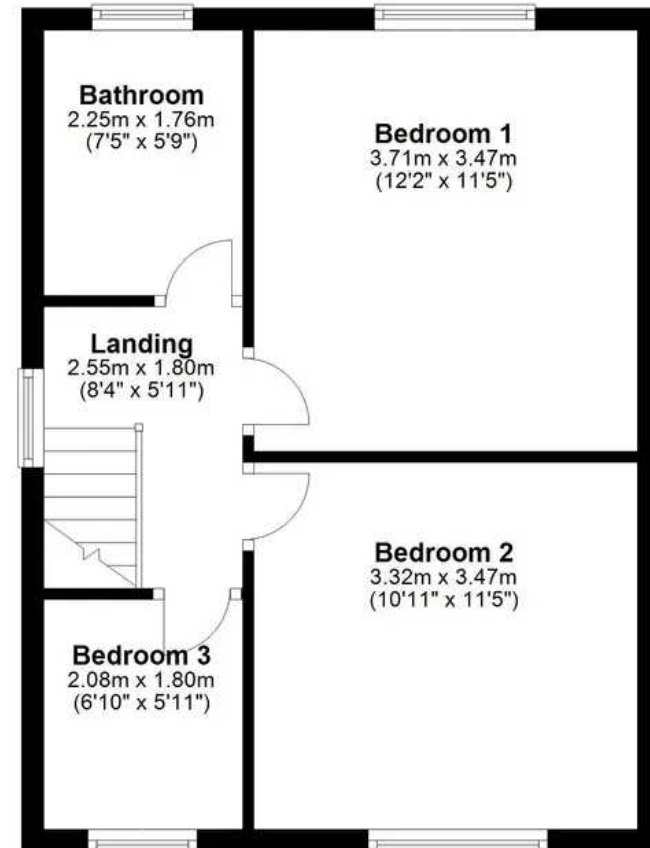 Bathroom
2.25m x 1.76m
(7'5" x 5'9")
Bedroom 1
3.71m x 3.47m
(12'2" x 11'5")
Landing
2.55m x 1.80m
(8'4" x 5'11")
Bedroom 2
3.32m x 3.47m
(10'11" x 11'5")
Bedroom 3
2.08m x 1.80m
(6'10" x 5'11")